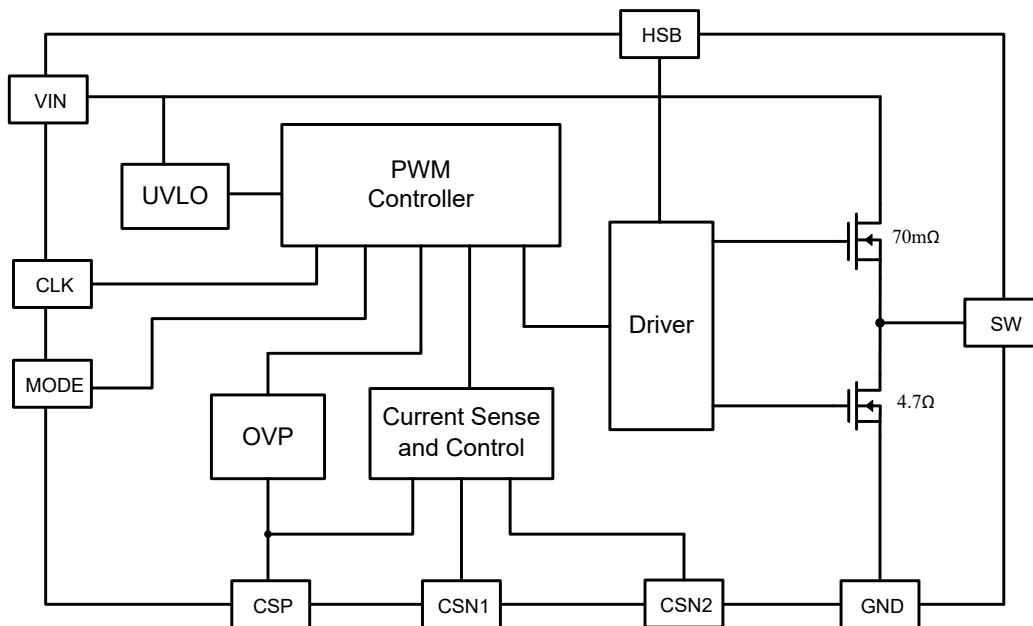 HSB
VIN
PWM
Controller
UVLO
70mΩ
CLK
Driver
SW
MODE
4.7Ω
OVP
Current Sense
and Control
CSP
CSN1
CSN2
GND